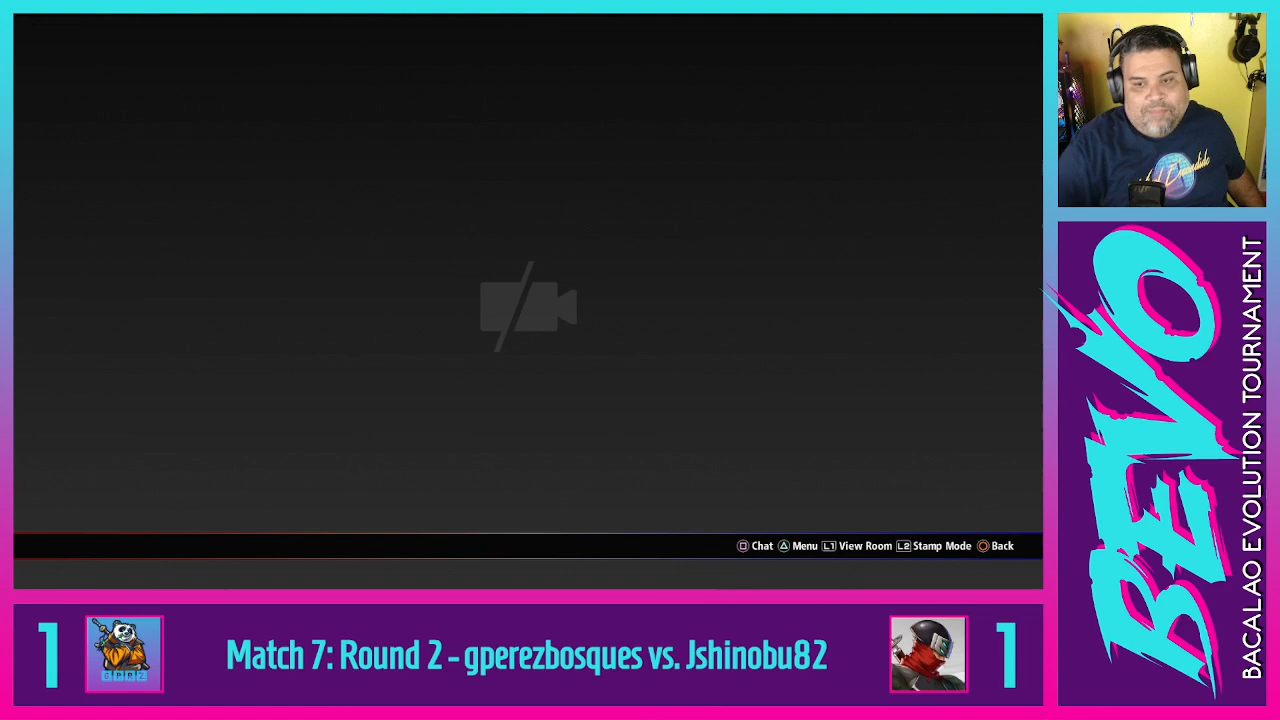 Chat Menu L1 View Room L2 Stamp Mode Back
1
GPRZ
Match 7: Round 2 - gperezbosques vs. Jshinobu82
1
BEVO
BACALAO EVOLUTION TOURNAMENT